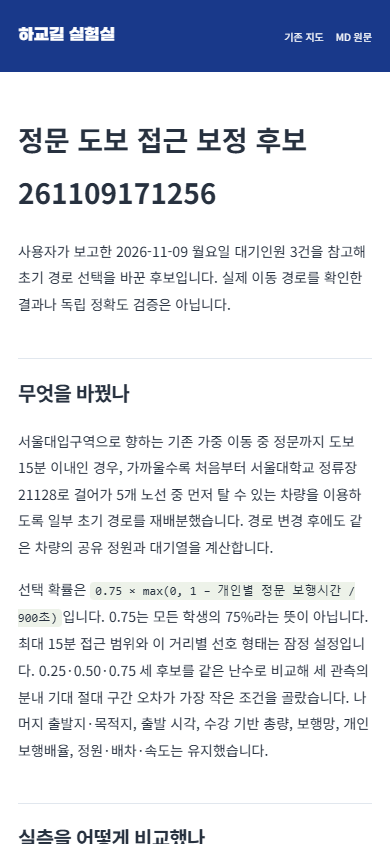 하교길 실험실
기존 지도 MD 원문
정문 도보 접근 보정 후보
261109171256
사용자가 보고한 2026-11-09 월요일 대기인원 3건을 참고해
초기 경로 선택을 바꾼 후보입니다. 실제 이동 경로를 확인한
결과나 독립 정확도 검증은 아닙니다.
무엇을 바꿨나
서울대입구역으로 향하는 기존 가중 이동 중 정문까지 도보
15분 이내인 경우, 가까울수록 처음부터 서울대학교 정류장
21128로 걸어가 5개 노선 중 먼저 탈 수 있는 차량을 이용하
도록 일부 초기 경로를 재배분했습니다. 경로 변경 후에도 같
은 차량의 공유 정원과 대기열을 계산합니다.
선택 확률은 0.75 × max(0, 1 − 개인별 정문 보행시간 /
900초) 입니다. 0.75는 모든 학생의 75%라는 뜻이 아닙니다.
최대 15분 접근 범위와 이 거리별 선호 형태는 잠정 설정입니
다. 0.25·0.50·0.75 세 후보를 같은 난수로 비교해 세 관측의
분내 기대 절대 구간 오차가 가장 작은 조건을 골랐습니다. 나
머지 출발지·목적지, 출발 시각, 수강 기반 총량, 보행망, 개인
보행배율, 정원·배차·속도는 유지했습니다.
실측을 어떻게 비교했나